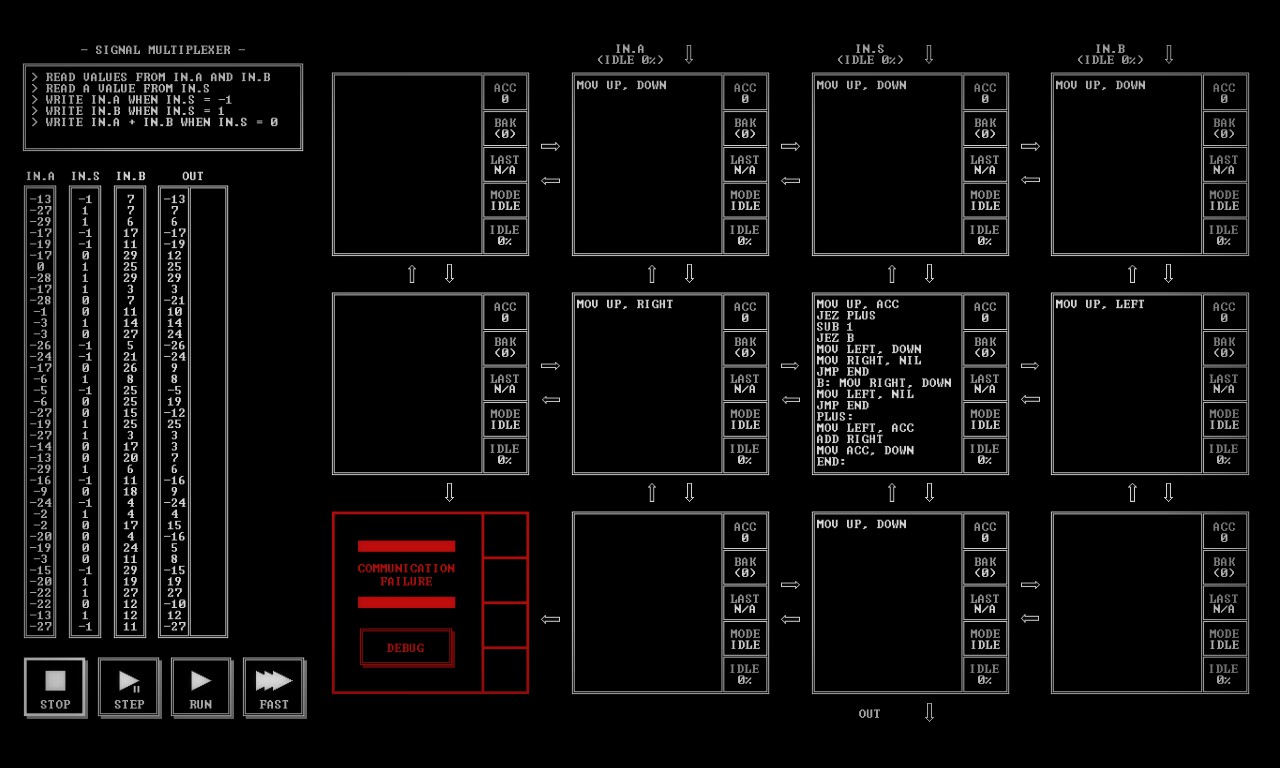 - SIGNAL MULTIPLEXER -
> READ VALUES FROM IN.A AND IN.B
> READ A VALUE FROM IN.S
> WRITE IN.A WHEN IN.S = -1
> WRITE IN.B WHEN IN.S = 1
> WRITE IN.A + IN.B WHEN IN.S = 0
IN.A IN.S IN.B OUT
-13 -1 7 -13
-27 1 7 7
-29 1 6 6
-17 -1 17 -17
-19 -1 11 -19
-17 0 29 12
0 1 25 25
-28 1 29 29
-17 1 3 3
-28 0 7 -21
-1 0 11 10
-3 1 14 14
-3 0 27 24
-26 -1 5 -26
-24 -1 21 -24
-17 0 26 9
-6 1 8 8
-5 -1 25 -5
-6 0 25 19
-27 0 15 -12
-19 1 25 25
-27 1 3 3
-14 0 17 3
-13 0 20 7
-29 1 6 6
-16 -1 11 -16
-9 0 18 9
-24 -1 4 -24
-2 1 4 4
-2 0 17 15
-20 0 4 -16
-19 0 24 5
-3 0 11 8
-15 -1 29 -15
-20 1 19 19
-22 1 27 27
-22 0 12 -10
-13 1 12 12
-27 -1 11 -27
STOP STEP RUN FAST
IN.A
(IDLE 0%)
IN.S
(IDLE 0%)
IN.B
(IDLE 0%)
ACC
0
BAK
(0)
LAST
N/A
MODE
IDLE
IDLE
0%
MOV UP, DOWN
ACC
0
BAK
(0)
LAST
N/A
MODE
IDLE
IDLE
0%
MOV UP, DOWN
ACC
0
BAK
(0)
LAST
N/A
MODE
IDLE
IDLE
0%
MOV UP, DOWN
ACC
0
BAK
(0)
LAST
N/A
MODE
IDLE
IDLE
0%
ACC
0
BAK
(0)
LAST
N/A
MODE
IDLE
IDLE
0%
MOV UP, RIGHT
ACC
0
BAK
(0)
LAST
N/A
MODE
IDLE
IDLE
0%
MOV UP, ACC
JEZ PLUS
SUB 1
JEZ B
MOV LEFT, DOWN
MOV RIGHT, NIL
JMP END
B: MOV RIGHT, DOWN
MOV LEFT, NIL
JMP END
PLUS:
MOV LEFT, ACC
ADD RIGHT
MOV ACC, DOWN
END:
ACC
0
BAK
(0)
LAST
N/A
MODE
IDLE
IDLE
0%
MOV UP, LEFT
ACC
0
BAK
(0)
LAST
N/A
MODE
IDLE
IDLE
0%
COMMUNICATION
FAILURE
DEBUG
ACC
0
BAK
(0)
LAST
N/A
MODE
IDLE
IDLE
0%
MOV UP, DOWN
ACC
0
BAK
(0)
LAST
N/A
MODE
IDLE
IDLE
0%
ACC
0
BAK
(0)
LAST
N/A
MODE
IDLE
IDLE
0%
OUT